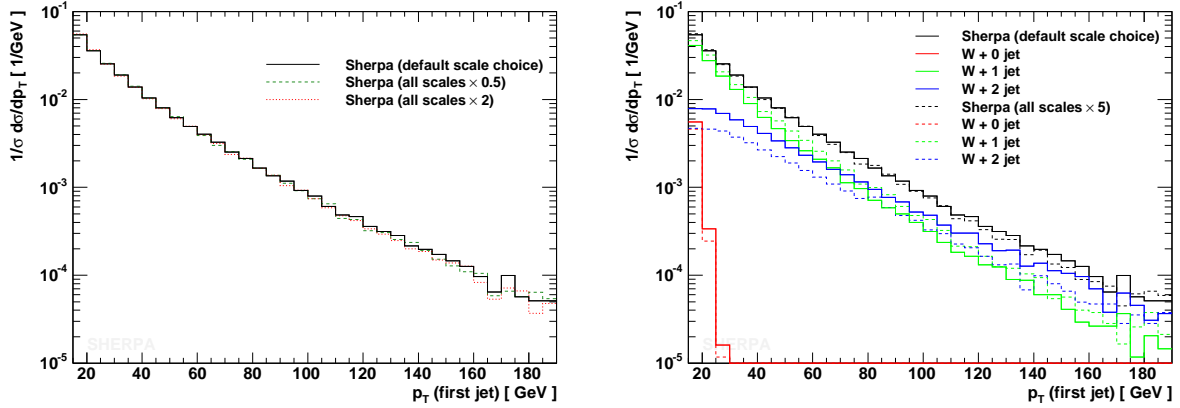 1/σ dσ/dpT [ 1/GeV]
10-1
10-2
10-3
10-4
10-5
Sherpa (default scale choice)
Sherpa (all scales × 0.5)
Sherpa (all scales × 2)
SHERPA
20 40 60 80 100 120 140 160 180
pT (first jet) [ GeV]
1/σ dσ/dpT [ 1/GeV]
10-1
10-2
10-3
10-4
10-5
Sherpa (default scale choice)
W + 0 jet
W + 1 jet
W + 2 jet
Sherpa (all scales × 5)
W + 0 jet
W + 1 jet
W + 2 jet
SHERPA
20 40 60 80 100 120 140 160 180
pT (first jet) [ GeV]